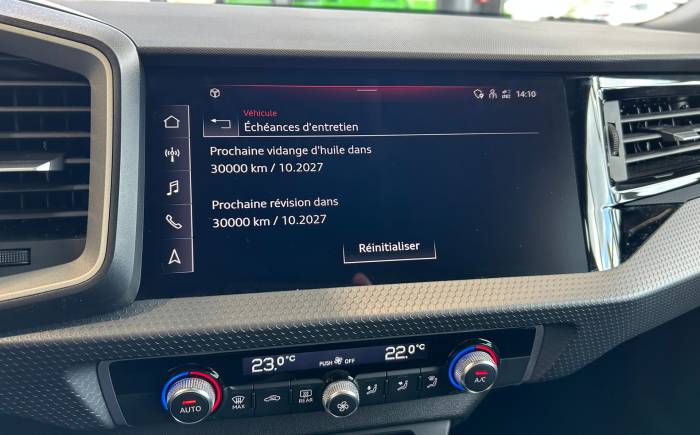 14:10
Véhicule
Échéances d'entretien
Prochaine vidange d'huile dans
30000 km / 10.2027
Prochaine révision dans
30000 km / 10.2027
Réinitialiser
23.0°C
PUSH OFF
22.0°C
AUTO
MAX
REAR
A/C